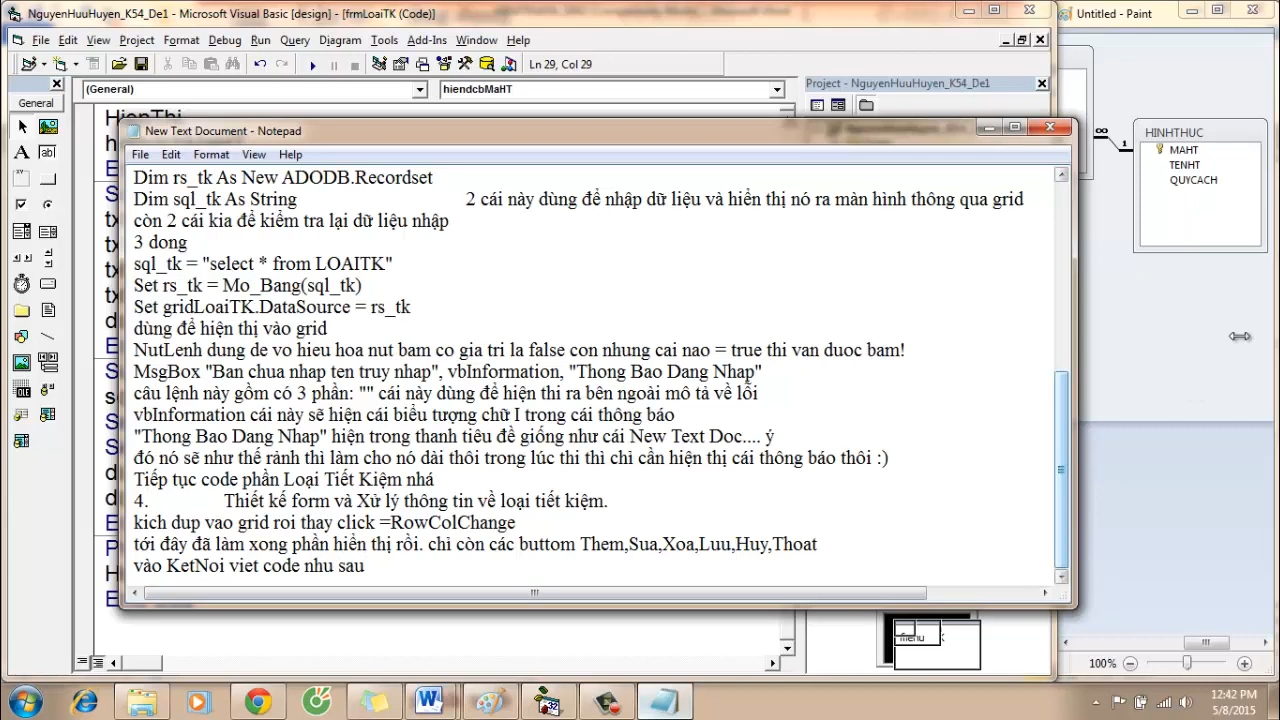 NguyenHuuHuyen_K54_De1 - Microsoft Visual Basic [design] - [frmLoaiTK (Code)]
Untitled - Paint
File Edit View Project Format Debug Run Query Diagram Tools Add-Ins Window Help
Ln 29, Col 29
General
(General)
hiendcbMaHT
Project - NguyenHuuHuyen_K54_De1
New Text Document - Notepad
File Edit Format View Help
Dim rs_tk As New ADODB.Recordset
Dim sql_tk As String 2 cái này dùng để nhập dữ liệu và hiển thị nó ra màn hình thông qua grid
còn 2 cái kia để kiểm tra lại dữ liệu nhập
3 dong
sql_tk = "select * from LOAITK"
Set rs_tk = Mo_Bang(sql_tk)
Set gridLoaiTK.DataSource = rs_tk
dùng để hiện thị vào grid
NutLenh dung de vo hieu hoa nut bam co gia tri la false con nhung cai nao = true thi van duoc bam!
MsgBox "Ban chua nhap ten truy nhap", vbInformation, "Thong Bao Dang Nhap"
câu lệnh này gồm có 3 phần: "" cái này dùng để hiện thi ra bên ngoài mô tả về lỗi
vbInformation cái này sẽ hiện cái biểu tượng chữ I trong cái thông báo
"Thong Bao Dang Nhap" hiện trong thanh tiêu đề giống như cái New Text Doc.... ý
đó nó sẽ như thế rảnh thì làm cho nó dài thôi trong lúc thi thì chỉ cần hiện thị cái thông báo thôi :)
Tiếp tục code phần Loại Tiết Kiệm nhá
4. Thiết kế form và Xử lý thông tin về loại tiết kiệm.
kich dup vao grid roi thay click =RowColChange
tới đây đã làm xong phần hiển thị rồi. chỉ còn các buttom Them,Sua,Xoa,Luu,Huy,Thoat
vào KetNoi viet code nhu sau
HINHTHUC
MAHT
TENHT
QUYCACH
∞ 1
menu
100%
12:42 PM
5/8/2015